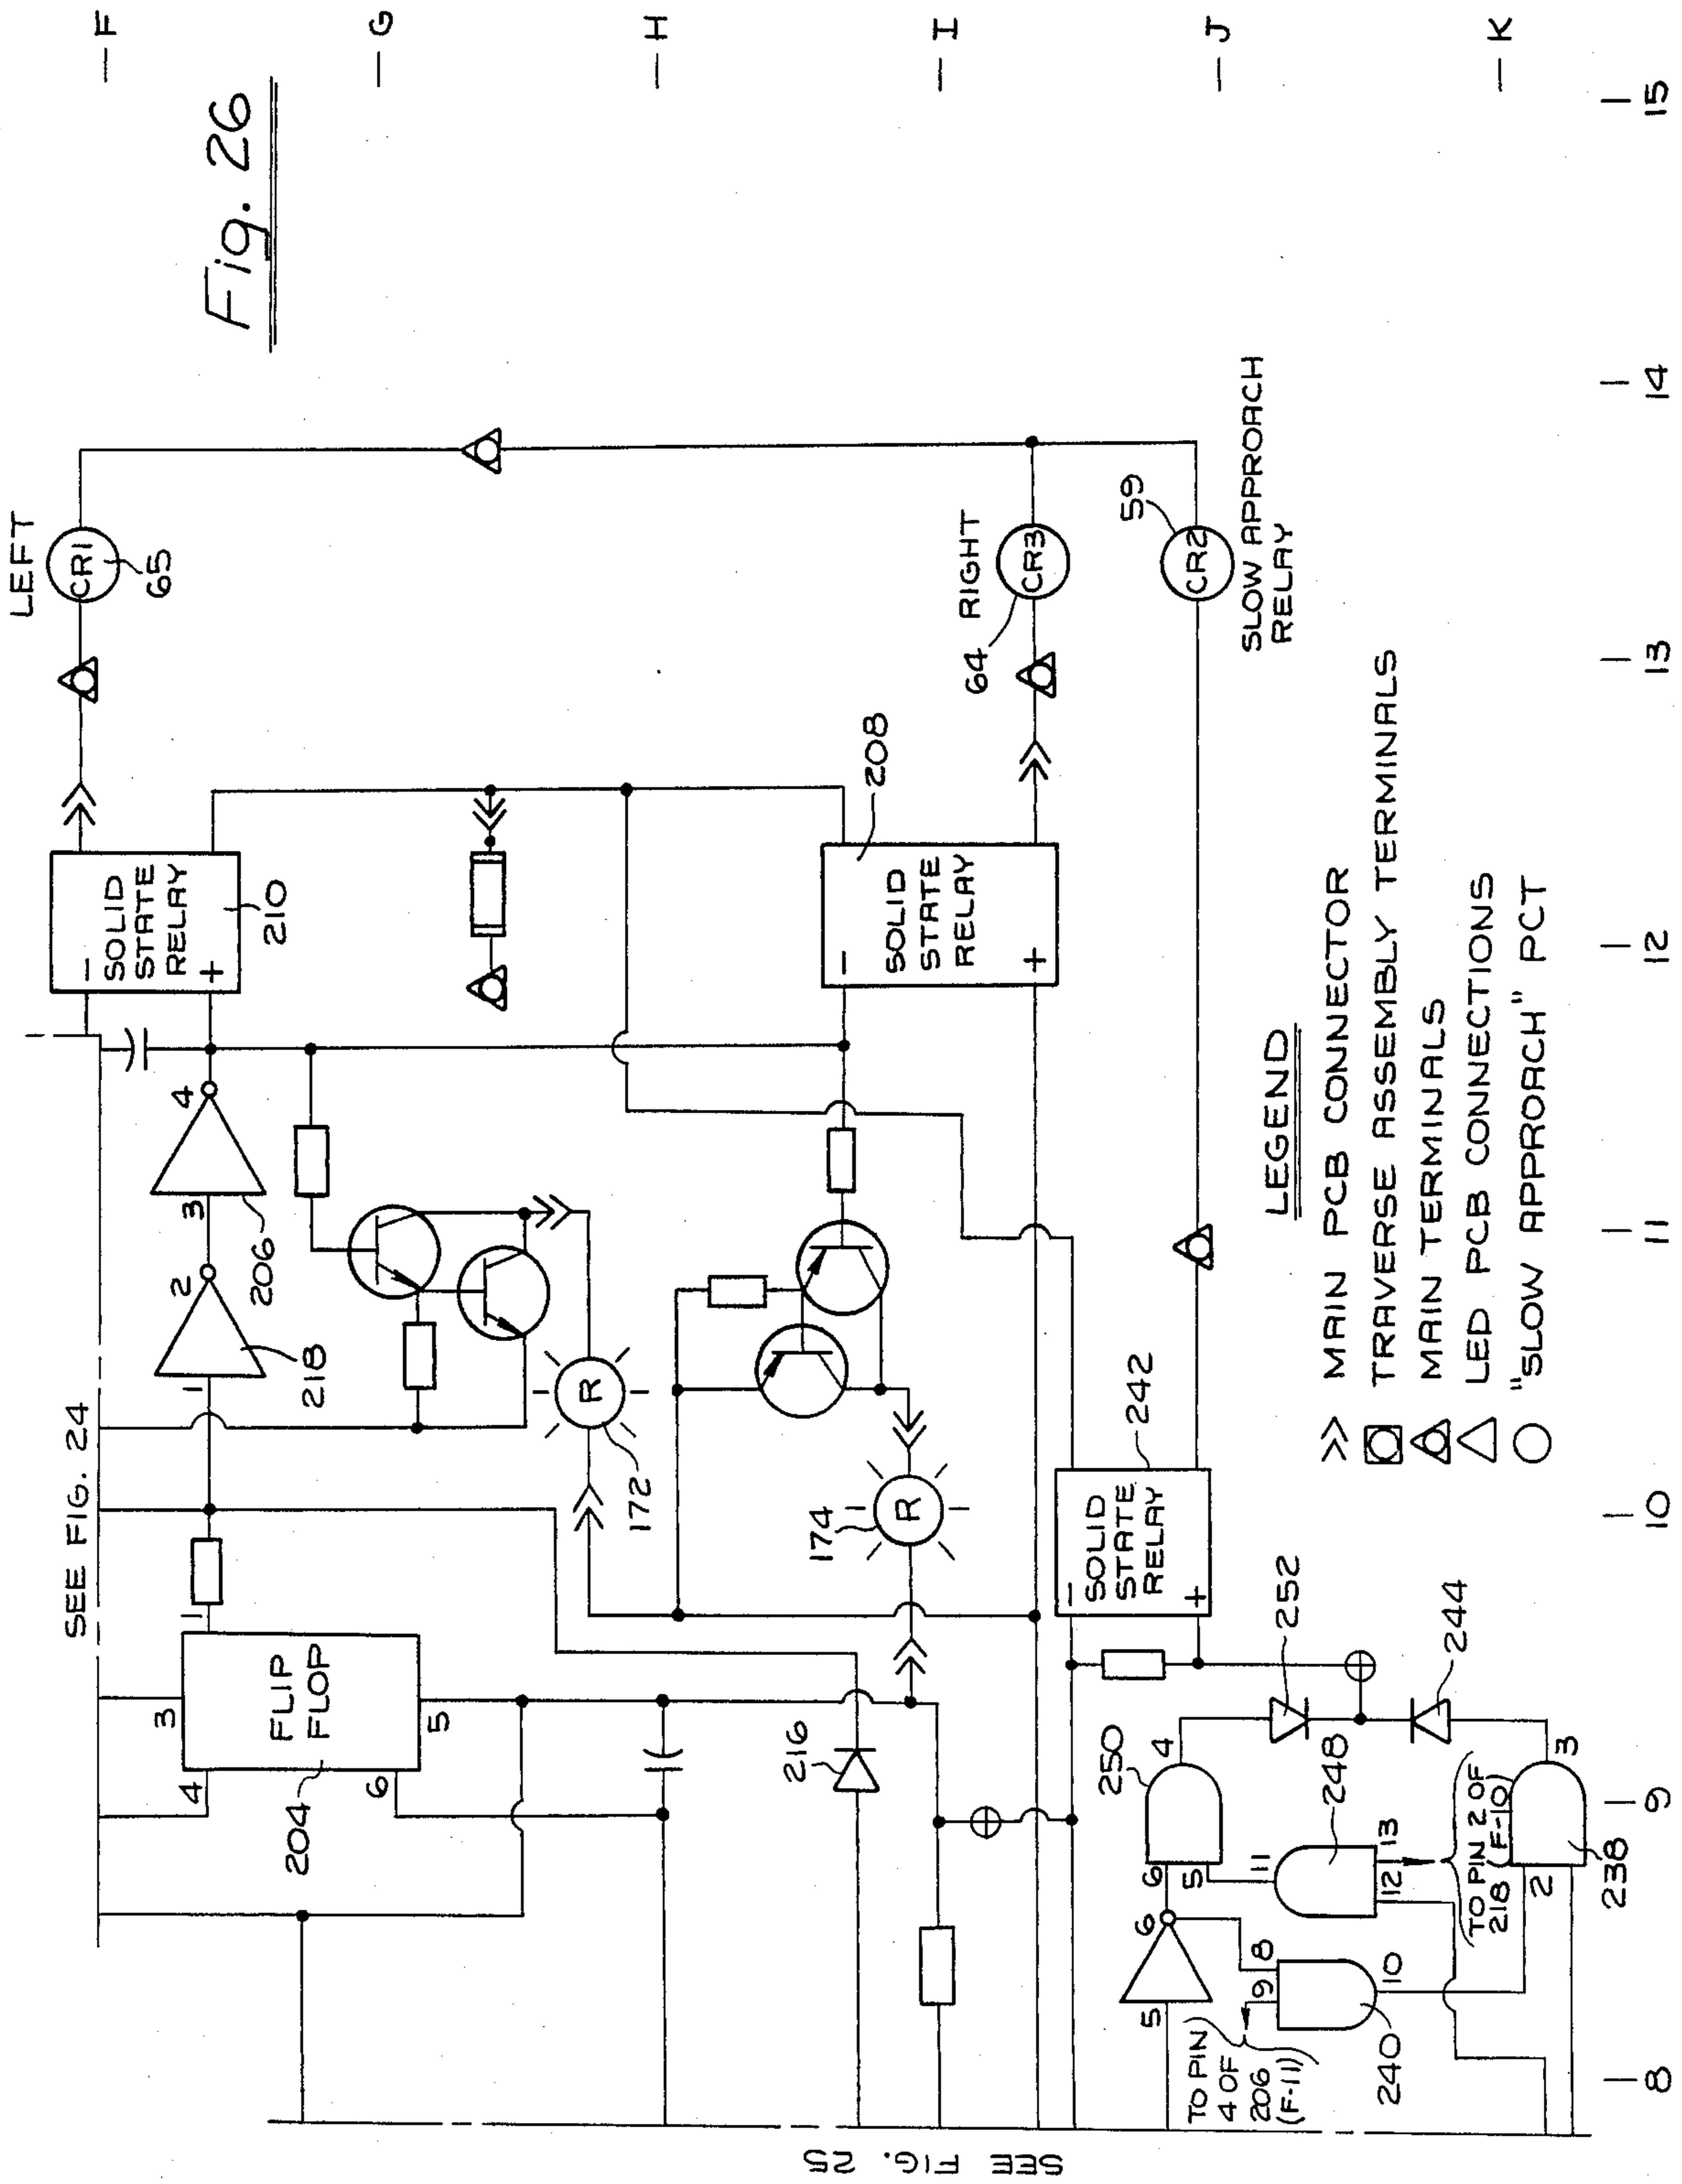 Fig. 26
SEE FIG. 24
SEE FIG. 25
— F
— G
— H
— I
— J
— K
LEFT
CR1
65
SOLID
STATE
RELAY
-
+
210
4
3
206
2
1
218
FLIP
FLOP
1
3
4
5
6
204
R
172
R
174
216
SOLID
STATE
RELAY
-
+
208
RIGHT
CR3
64
CR2
59
SLOW APPROACH
RELAY
SOLID
STATE
RELAY
-
+
242
252
244
250
4
6
5
248
11
12
13
TO PIN 2 OF
218 (F-10)
238
2
3
5
6
8
9
10
240
TO PIN
4 OF
206
(F-11)
LEGEND
>> MAIN PCB CONNECTOR
TRAVERSE ASSEMBLY TERMINALS
MAIN TERMINALS
LED PCB CONNECTIONS
"SLOW APPROACH" PCT
8
9
10
11
12
13
14
15